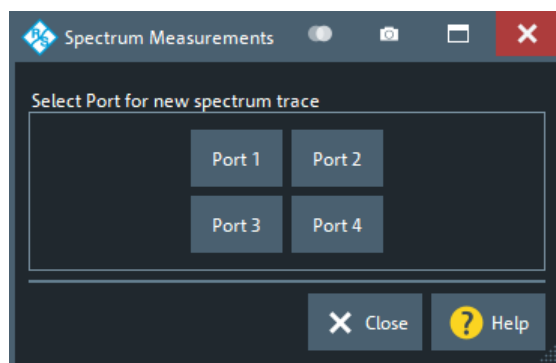 Spectrum Measurements
Select Port for new spectrum trace
Port 1 Port 2
Port 3 Port 4
Close Help